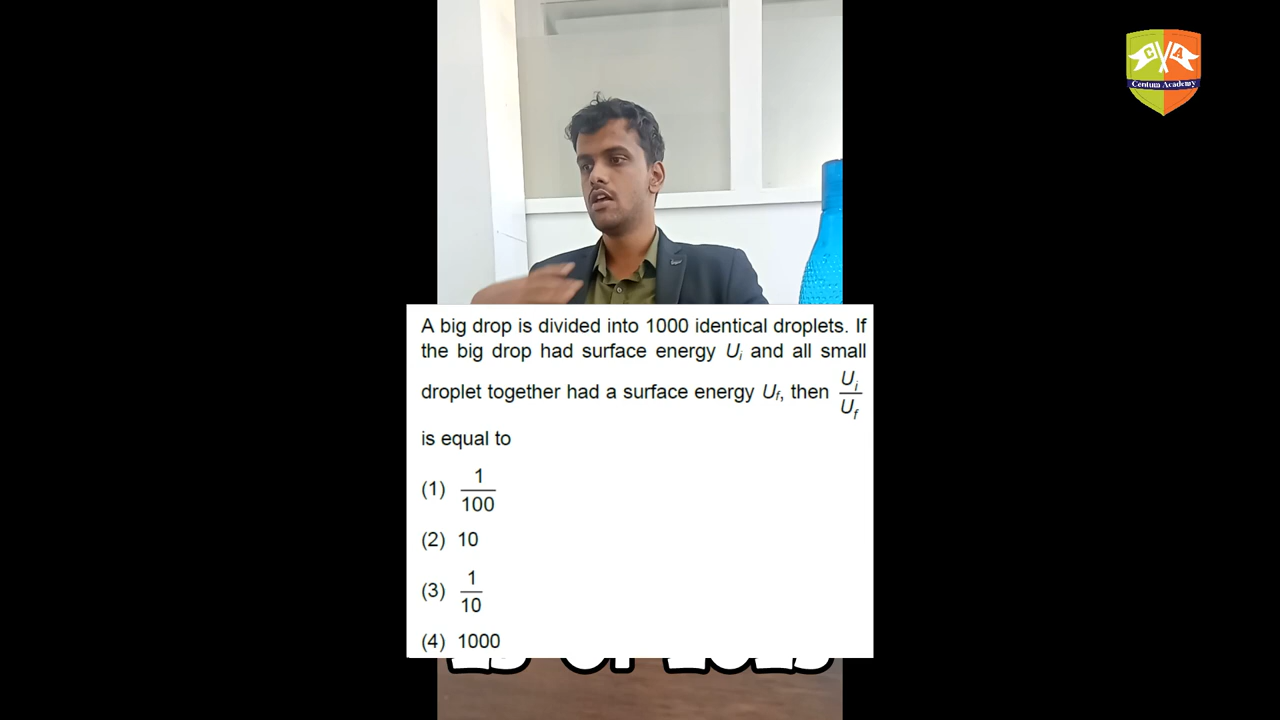 C A
Centum Academy
A big drop is divided into 1000 identical droplets. If
the big drop had surface energy Ui and all small
droplet together had a surface energy Uf, then Ui/Uf
is equal to
(1) 1/100
(2) 10
(3) 1/10
(4) 1000